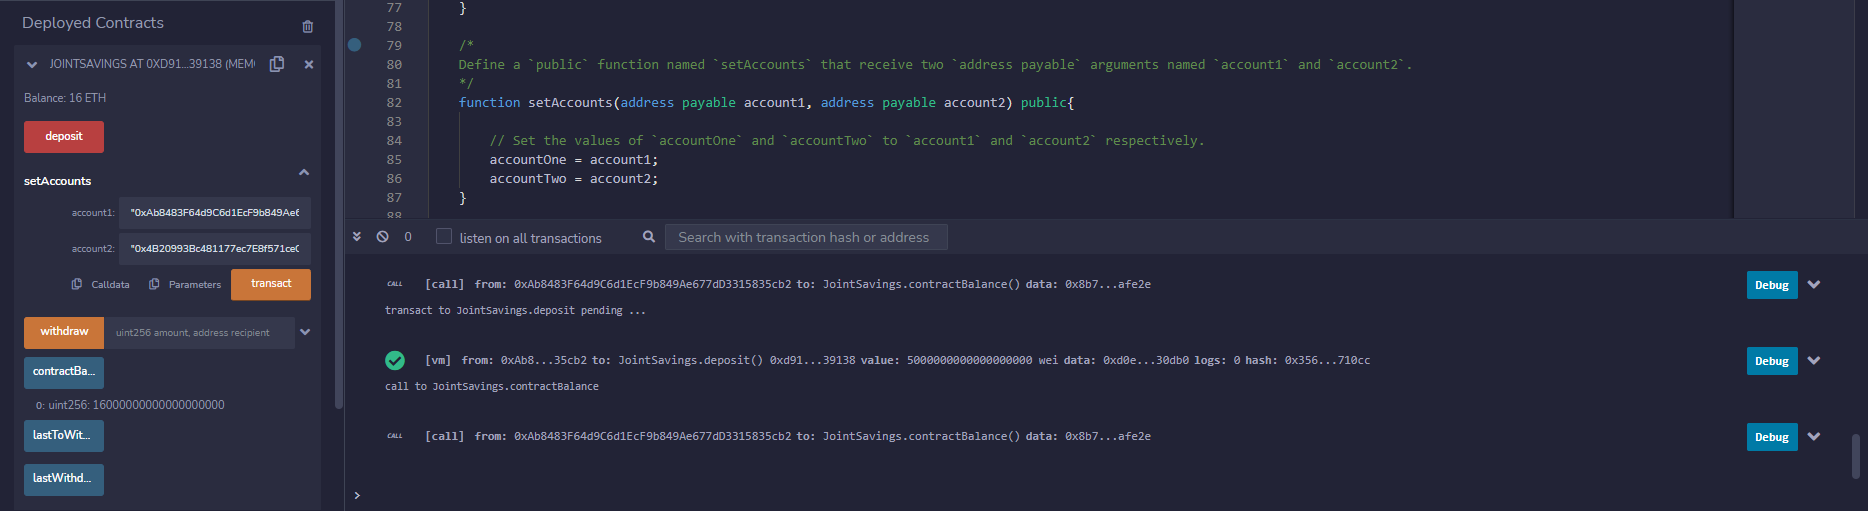 Deployed Contracts
JOINTSAVINGS AT 0XD91...39138 (MEM
Balance: 16 ETH
deposit
setAccounts
account1: "0xAb8483F64d9C6d1EcF9b849Ae6
account2: "0x4B20993Bc481177ec7E8f571ceC
Calldata Parameters transact
withdraw uint256 amount, address recipient
contractBa...
0: uint256: 16000000000000000000
lastToWit...
lastWithd...
77 }
78
79 /*
80 Define a `public` function named `setAccounts` that receive two `address payable` arguments named `account1` and `account2`.
81 */
82 function setAccounts(address payable account1, address payable account2) public{
83
84 // Set the values of `accountOne` and `accountTwo` to `account1` and `account2` respectively.
85 accountOne = account1;
86 accountTwo = account2;
87 }
88
0 listen on all transactions Search with transaction hash or address
CALL [call] from: 0xAb8483F64d9C6d1EcF9b849Ae677dD3315835cb2 to: JointSavings.contractBalance() data: 0x8b7...afe2e Debug
transact to JointSavings.deposit pending ...
[vm] from: 0xAb8...35cb2 to: JointSavings.deposit() 0xd91...39138 value: 5000000000000000000 wei data: 0xd0e...30db0 logs: 0 hash: 0x356...710cc Debug
call to JointSavings.contractBalance
CALL [call] from: 0xAb8483F64d9C6d1EcF9b849Ae677dD3315835cb2 to: JointSavings.contractBalance() data: 0x8b7...afe2e Debug
>